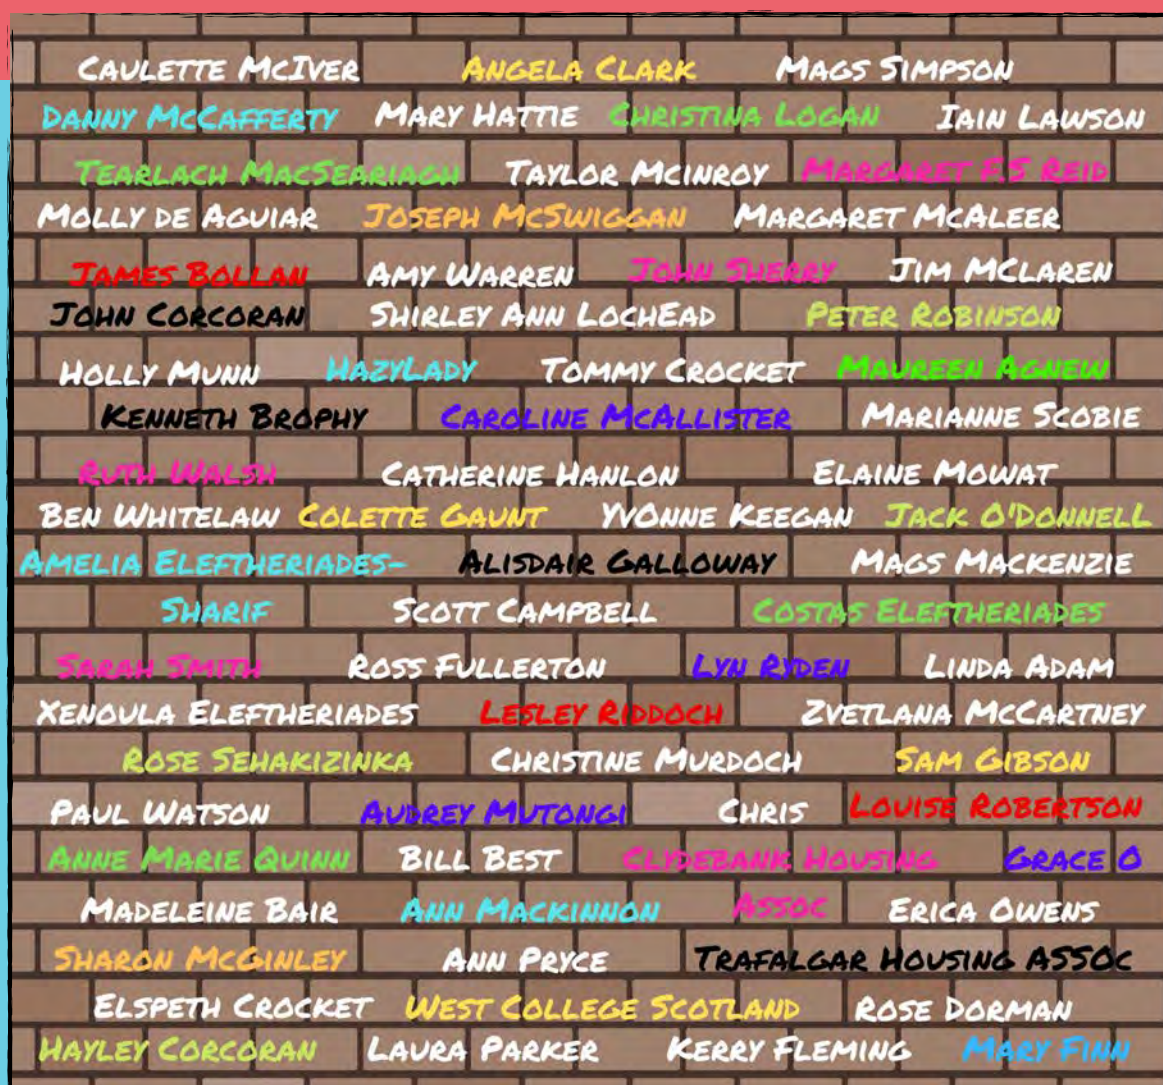 Caulette McIver Angela Clark Mags Simpson
Danny McCafferty Mary Hattie Christina Logan Iain Lawson
Tearlach MacSeariagh Taylor Mcinroy Margaret F.S Reid
Molly de Aguiar Joseph McSwiggan Margaret McAleer
James Bollan Amy Warren John Sherry Jim MClaren
John Corcoran Shirley Ann LochEad Peter Robinson
Holly Munn HazyLady Tommy Crocket Maureen Agnew
Kenneth Brophy Caroline McAllister Marianne Scobie
Ruth Walsh Catherine Hanlon Elaine Mowat
Ben Whitelaw Colette Gaunt YvOnne Keegan Jack O'DonnelL
Amelia Eleftheriades- Alisdair Galloway Mags Mackenzie
Sharif Scott Campbell Costas Eleftheriades
Sarah Smith Ross Fullerton Lyn Ryden Linda Adam
Xenoula Eleftheriades Lesley Riddoch Zvetlana McCartney
Rose Sehakizinka Christine Murdoch Sam Gibson
Paul Watson Audrey Mutongi Chris Louise Robertson
Anne Marie Quinn Bill Best Clydebank Housing Grace O
Madeleine Bair Ann Mackinnon Assoc Erica Owens
Sharon McGinley Ann Pryce Trafalgar Housing ASSOc
Elspeth Crocket West College Scotland Rose Dorman
Hayley Corcoran Laura Parker Kerry Fleming Mary Finn